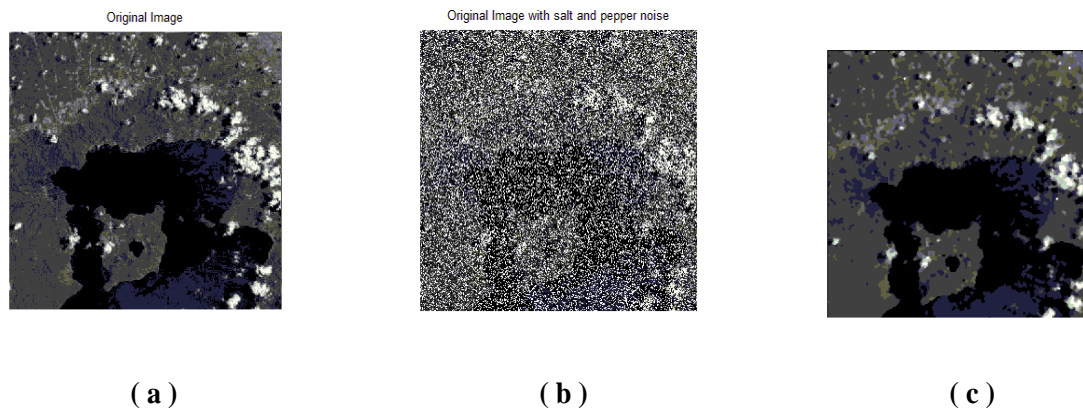 Original Image
Original Image with salt and pepper noise
( a )
( b )
( c )